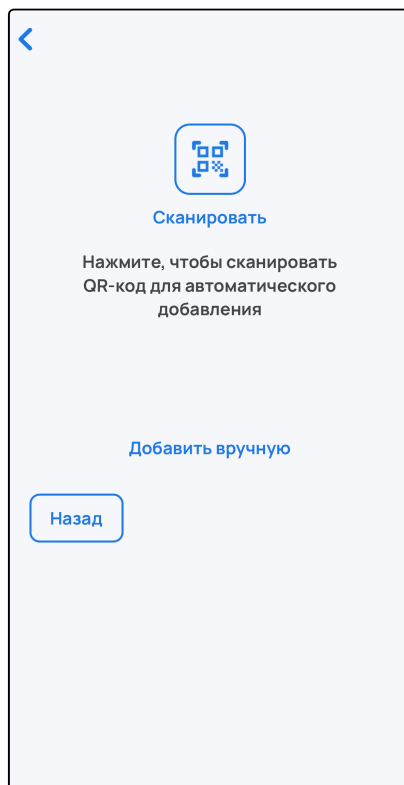 Сканировать
Нажмите, чтобы сканировать
QR-код для автоматического
добавления
Добавить вручную
Назад